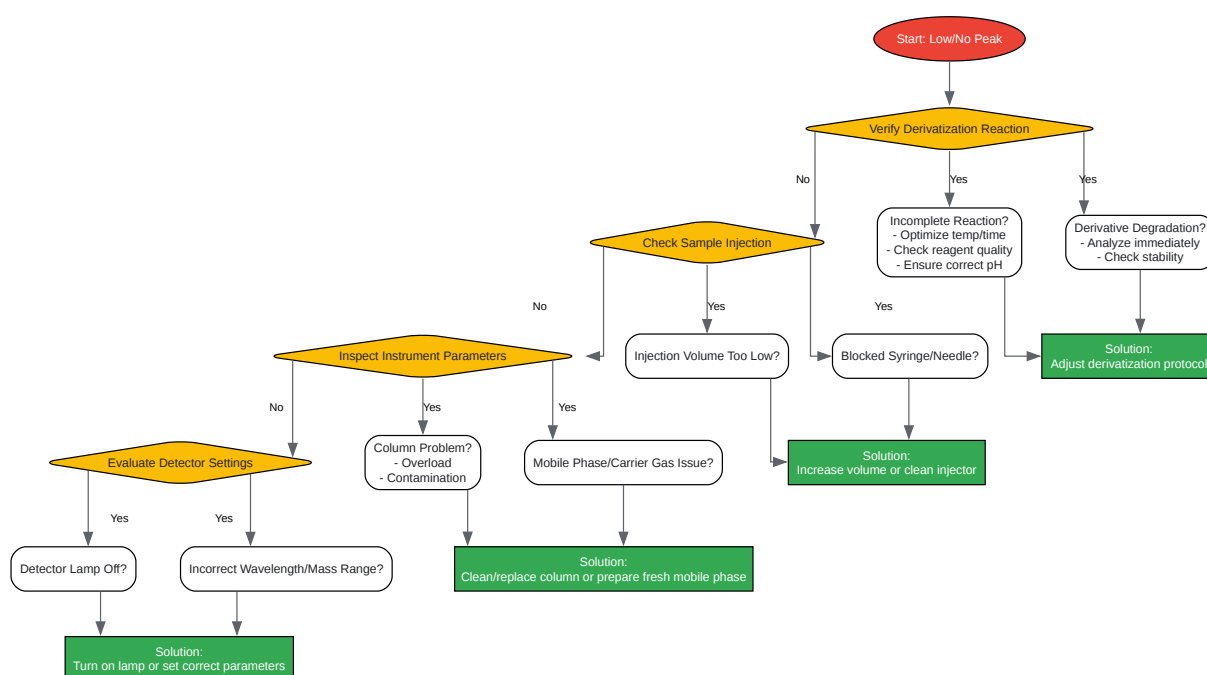 Start: Low/No Peak
Verify Derivatization Reaction
No
Yes
Yes
Incomplete Reaction?
- Optimize temp/time
- Check reagent quality
- Ensure correct pH
Derivative Degradation?
- Analyze immediately
- Check stability
Check Sample Injection
No
Yes
Yes
Inspect Instrument Parameters
Injection Volume Too Low?
Blocked Syringe/Needle?
Solution:
Adjust derivatization protocol
No
Yes
Yes
Evaluate Detector Settings
Column Problem?
- Overload
- Contamination
Mobile Phase/Carrier Gas Issue?
Solution:
Increase volume or clean injector
Yes
Yes
Detector Lamp Off?
Incorrect Wavelength/Mass Range?
Solution:
Clean/replace column or prepare fresh mobile phase
Solution:
Turn on lamp or set correct parameters